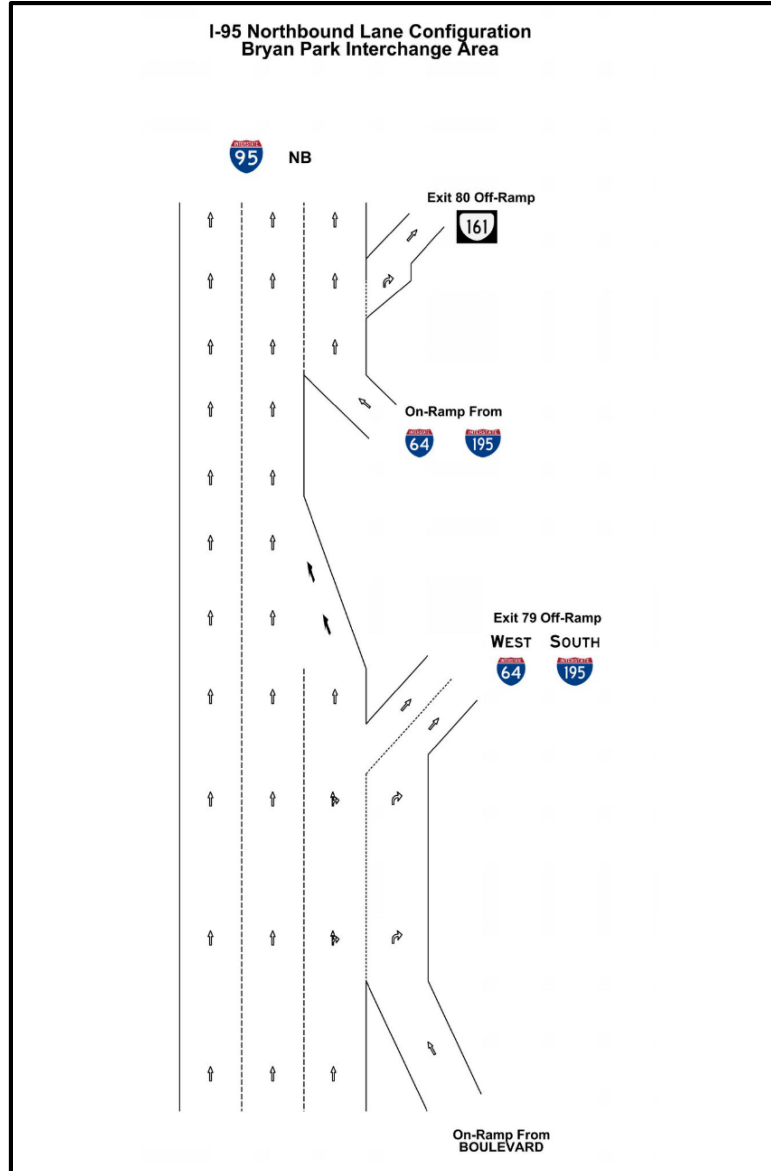 I-95 Northbound Lane Configuration
Bryan Park Interchange Area
INTERSTATE
95
NB
Exit 80 Off-Ramp
161
On-Ramp From
INTERSTATE
64
INTERSTATE
195
Exit 79 Off-Ramp
WEST SOUTH
INTERSTATE
64
INTERSTATE
195
On-Ramp From
BOULEVARD